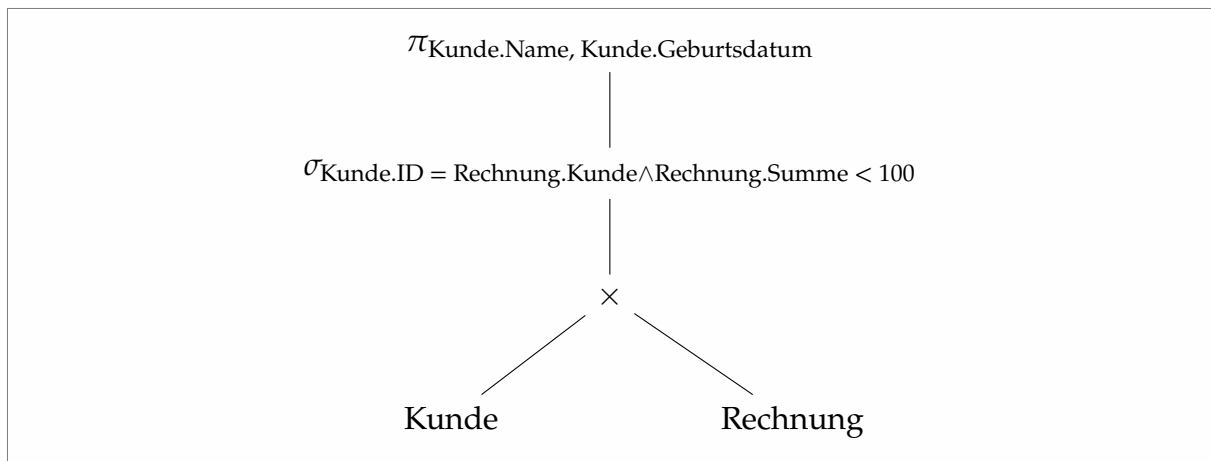 πKunde.Name, Kunde.Geburtsdatum
σKunde.ID = Rechnung.Kunde∧Rechnung.Summe < 100
×
Kunde Rechnung